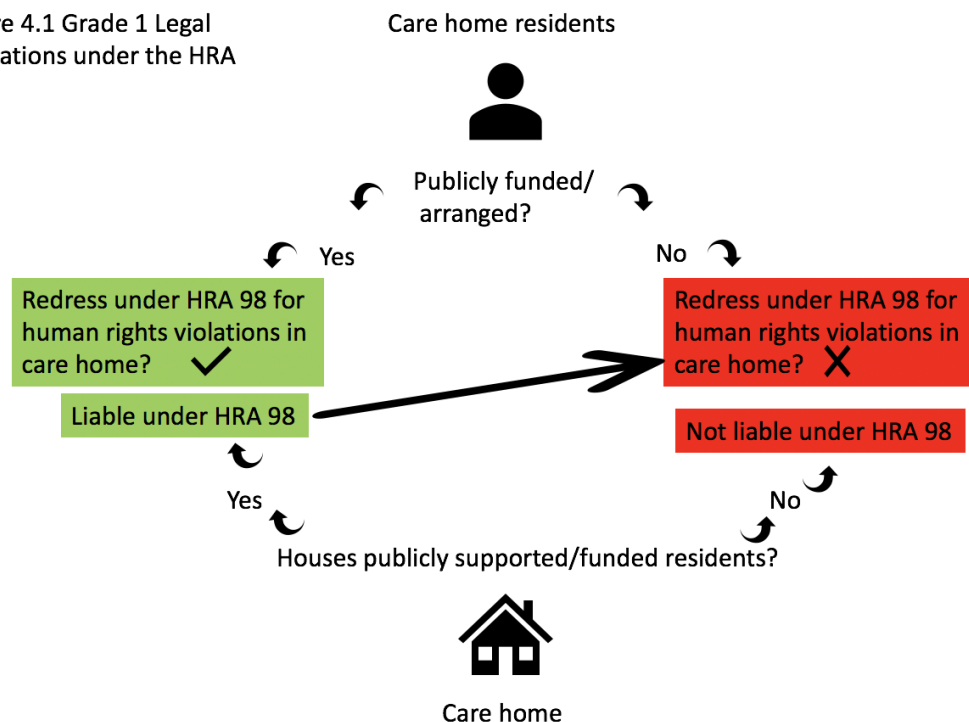 4.1 Grade 1 Legal
under the HRA
Care home residents
Publicly funded/
arranged?
Yes
No
Redress under HRA 98 for
human rights violations in
care home?
Redress under HRA 98 for
human rights violations in
care home?
Liable under HRA 98
Not liable under HRA 98
Yes
No
Houses publicly supported/funded residents?
Care home